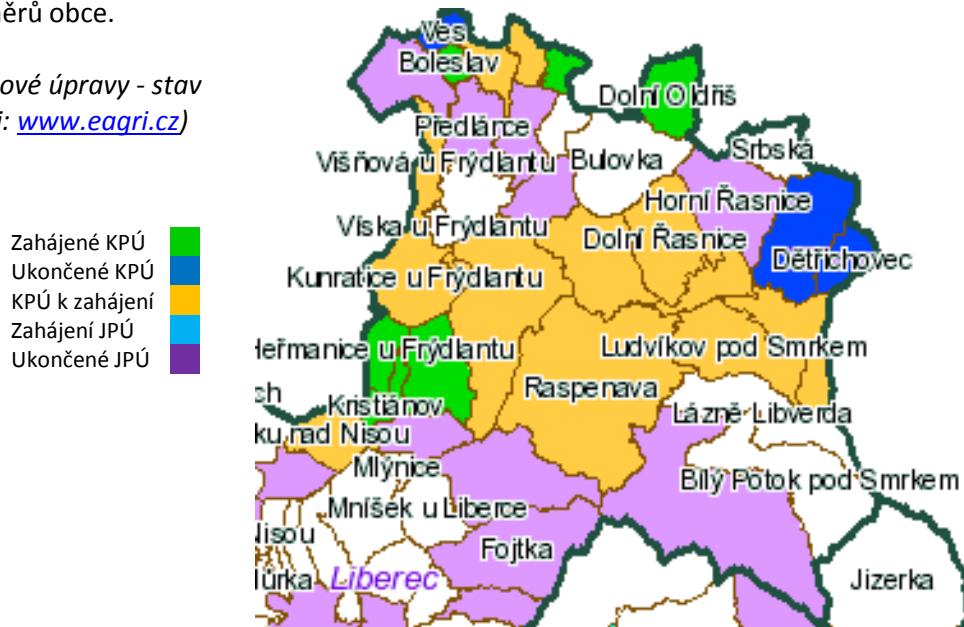 ěrů obce.
ové úpravy - stav
i: www.eagri.cz)
Zahájené KPÚ
Ukončené KPÚ
KPÚ k zahájení
Zahájení JPÚ
Ukončené JPÚ
Ves
Boleslav
Dolní Oldřiš
Předlánce
Srbská
Višňová u Frýdlantu
Bulovka
Horní Řasnice
Víska u Frýdlantu
Dolní Řasnice
Dětřichovec
Kunratice u Frýdlantu
Heřmanice u Frýdlantu
Ludvíkov pod Smrkem
Raspenava
ch
Kristiánov
Lázně Libverda
ku nad Nisou
Mlýnice
Bílý Potok pod Smrkem
Mníšek u Liberce
Nisou
Fojtka
ůrka
Liberec
Jizerka